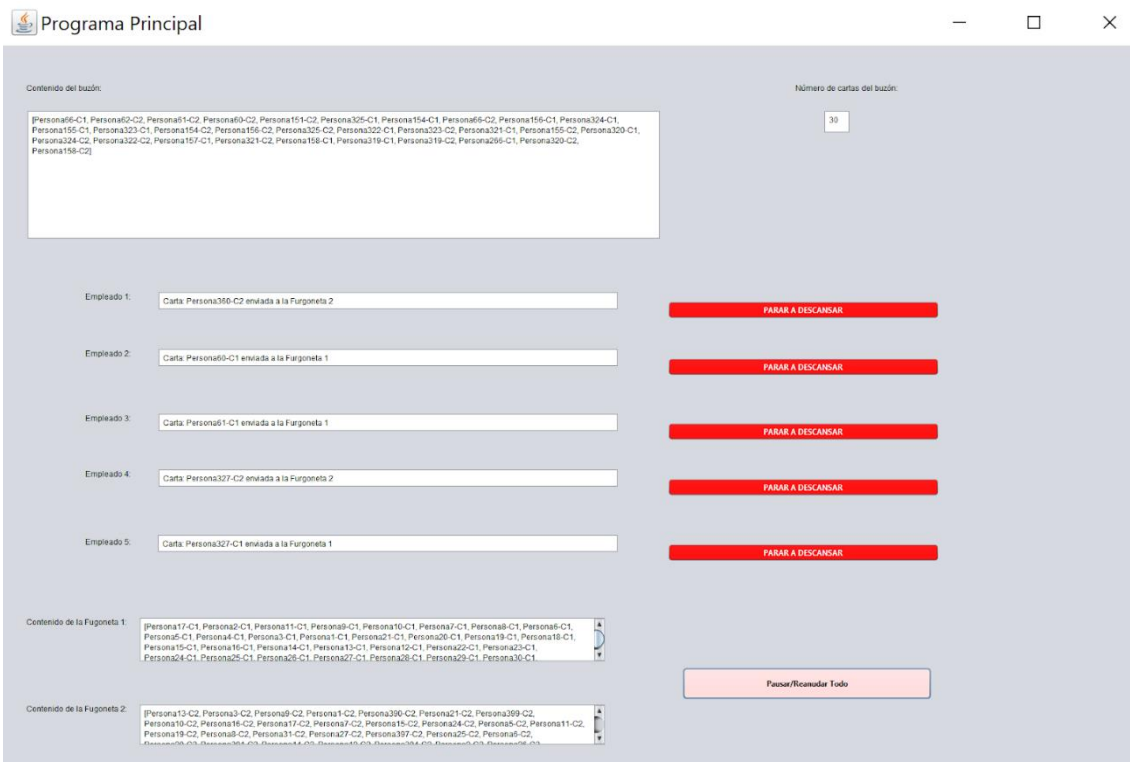 Programa Principal
Contenido del buzón:
Número de cartas del buzón:
[Persona66-C1, Persona62-C2, Persona61-C2, Persona60-C2, Persona151-C2, Persona325-C1, Persona154-C1, Persona66-C2, Persona156-C1, Persona324-C1,
Persona155-C1, Persona323-C1, Persona154-C2, Persona156-C2, Persona325-C2, Persona322-C1, Persona323-C2, Persona321-C1, Persona155-C2, Persona320-C1,
Persona324-C2, Persona322-C2, Persona157-C1, Persona321-C2, Persona158-C1, Persona319-C1, Persona319-C2, Persona266-C1, Persona320-C2,
Persona158-C2]
30
Empleado 1:
Carta: Persona360-C2 enviada a la Furgoneta 2
PARAR A DESCANSAR
Empleado 2:
Carta: Persona60-C1 enviada a la Furgoneta 1
PARAR A DESCANSAR
Empleado 3:
Carta: Persona61-C1 enviada a la Furgoneta 1
PARAR A DESCANSAR
Empleado 4:
Carta: Persona327-C2 enviada a la Furgoneta 2
PARAR A DESCANSAR
Empleado 5:
Carta: Persona327-C1 enviada a la Furgoneta 1
PARAR A DESCANSAR
Contenido de la Fugoneta 1:
[Persona17-C1, Persona2-C1, Persona11-C1, Persona9-C1, Persona10-C1, Persona7-C1, Persona8-C1, Persona6-C1,
Persona5-C1, Persona4-C1, Persona3-C1, Persona1-C1, Persona21-C1, Persona20-C1, Persona19-C1, Persona18-C1,
Persona15-C1, Persona16-C1, Persona14-C1, Persona13-C1, Persona12-C1, Persona22-C1, Persona23-C1,
Persona24-C1, Persona25-C1, Persona26-C1, Persona27-C1, Persona28-C1, Persona29-C1, Persona30-C1,
Pausar/Reanudar Todo
Contenido de la Fugoneta 2:
[Persona13-C2, Persona3-C2, Persona9-C2, Persona1-C2, Persona390-C2, Persona21-C2, Persona399-C2,
Persona10-C2, Persona16-C2, Persona17-C2, Persona7-C2, Persona15-C2, Persona24-C2, Persona5-C2, Persona11-C2,
Persona19-C2, Persona8-C2, Persona31-C2, Persona27-C2, Persona397-C2, Persona25-C2, Persona6-C2,